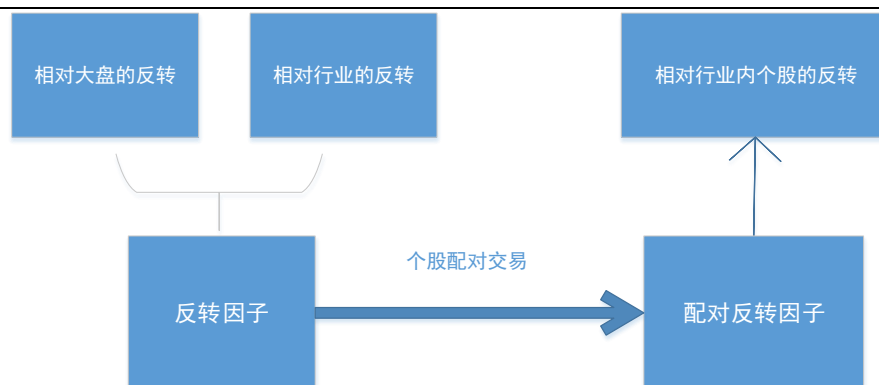 相对大盘的反转
相对行业的反转
相对行业内个股的反转
个股配对交易
反转因子
配对反转因子